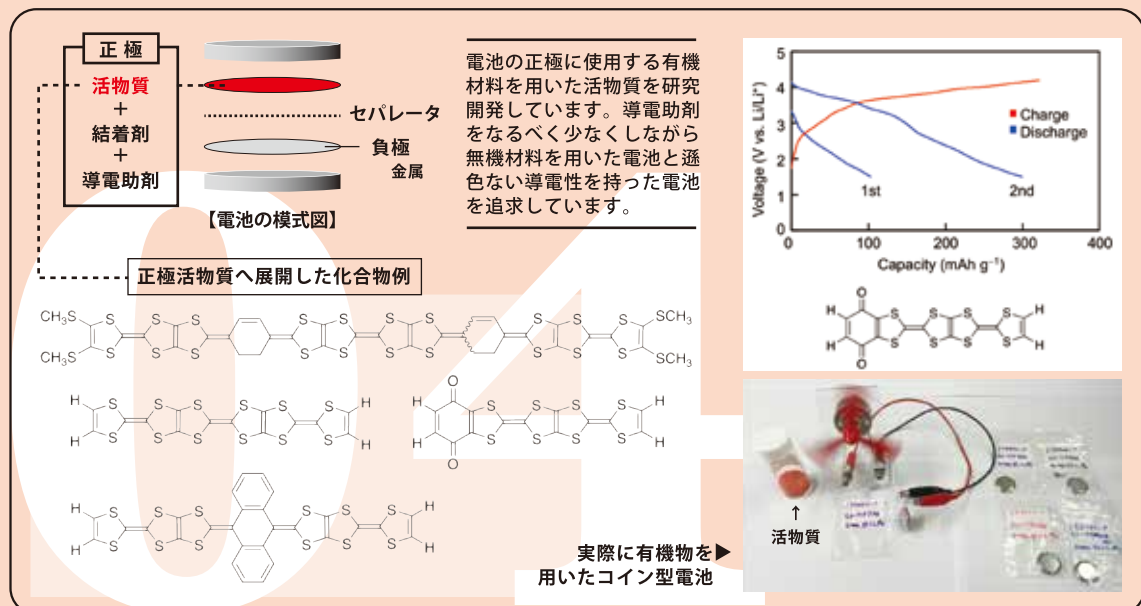 正極
活物質
＋
結着剤
＋
導電助剤
セパレータ
負極
金属
【電池の模式図】
電池の正極に使用する有機
材料を用いた活物質を研究
開発しています。導電助剤
をなるべく少なくしながら
無機材料を用いた電池と遜
色ない導電性を持った電池
を追求しています。
正極活物質へ展開した化合物例
CH₃S
CH₃S
S S S S S S S S S S S S S S S S
SCH₃
SCH₃
H
H
S S S S S S S S S S S S
H
H
O
H
H
O
S S S S S S S S
H
H
H
H
S S S S S S S S S S S S
H
H
5
4
3
2
1
0
Voltage (V vs. Li/Li⁺)
Charge
Discharge
1st
2nd
0 100 200 300 400
Capacity (mAh g⁻¹)
O
H
H
O
S S S S S S S S
H
H
↑
活物質
実際に有機物を▶
用いたコイン型電池
04